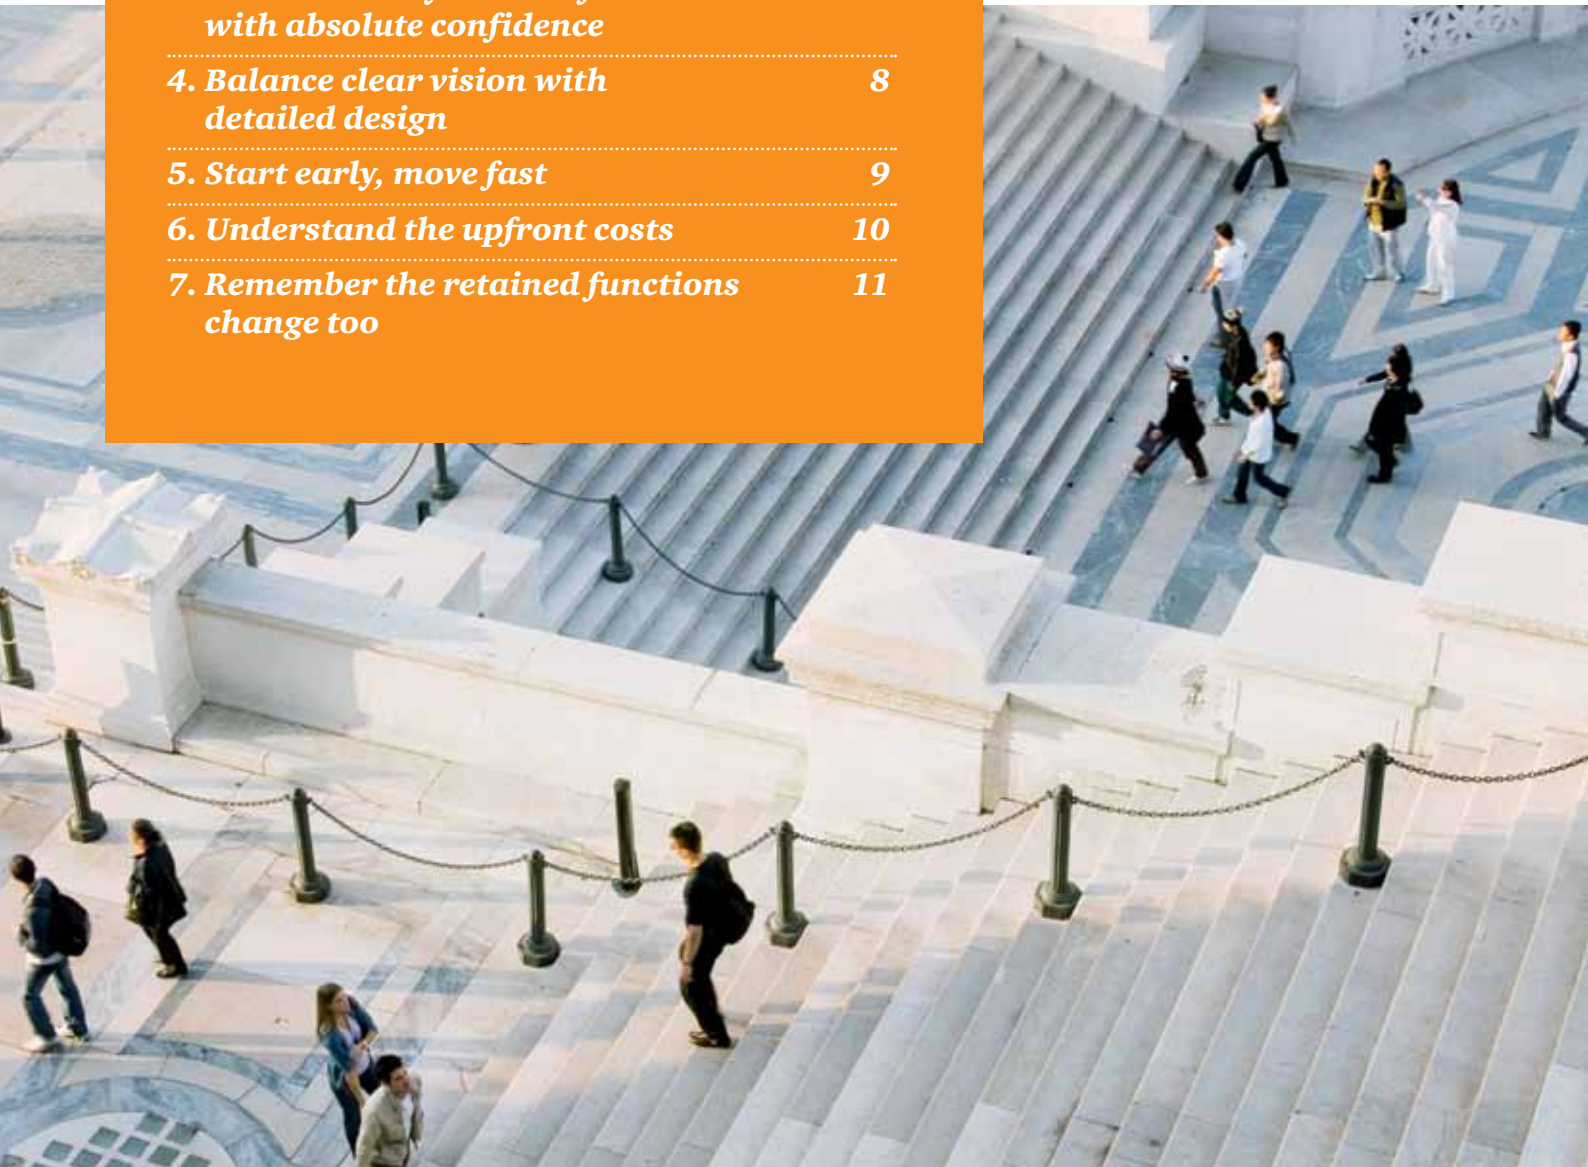 with absolute confidence
4. Balance clear vision with 8
detailed design
5. Start early, move fast 9
6. Understand the upfront costs 10
7. Remember the retained functions 11
change too